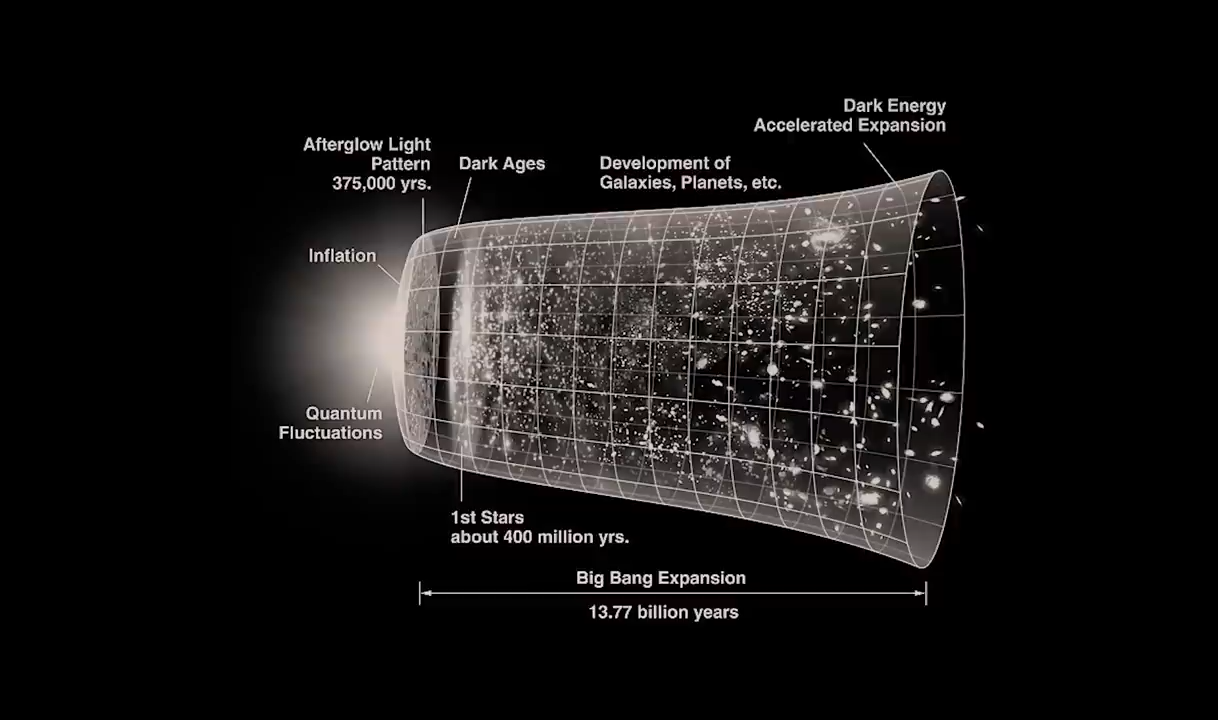 Dark Energy
Accelerated Expansion
Afterglow Light
Pattern
375,000 yrs.
Dark Ages
Development of
Galaxies, Planets, etc.
Inflation
Quantum
Fluctuations
1st Stars
about 400 million yrs.
Big Bang Expansion
13.77 billion years